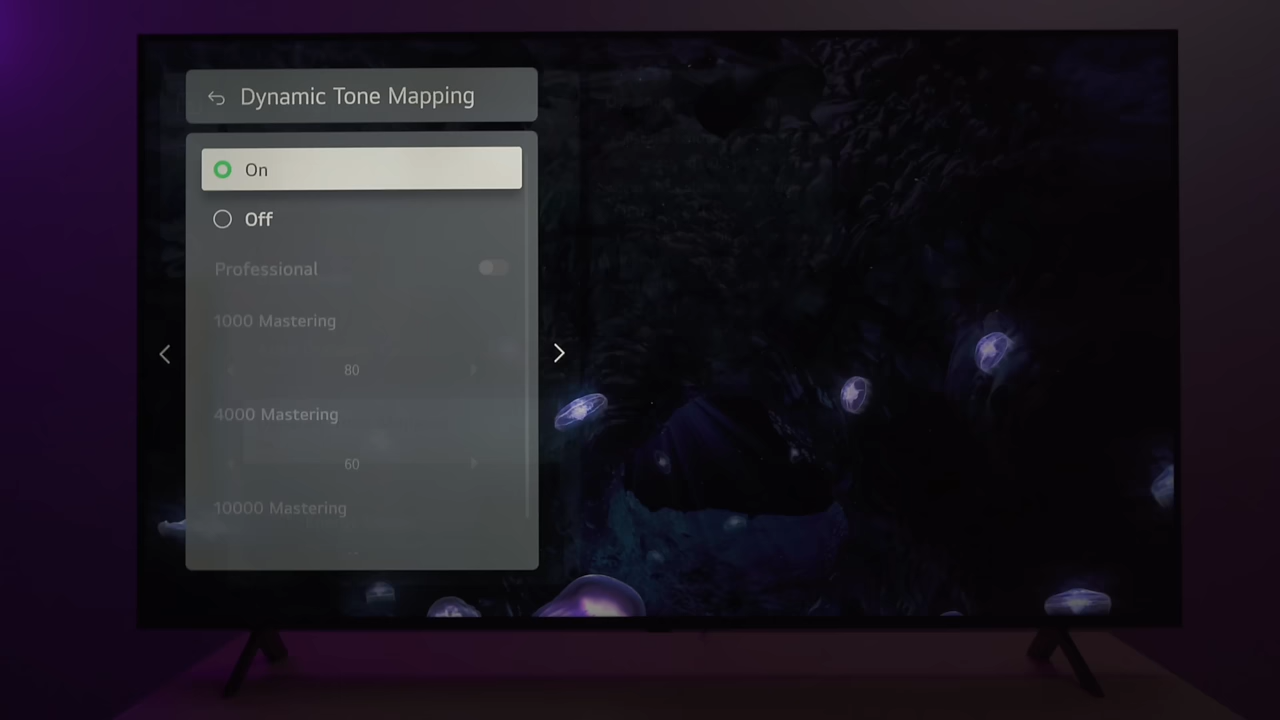 Dynamic Tone Mapping
On
Off
Professional
1000 Mastering
80
4000 Mastering
60
10000 Mastering